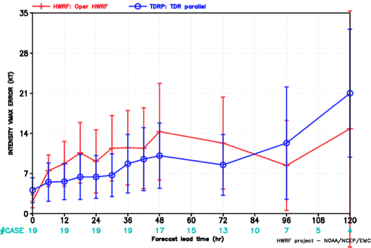 HWRF: Oper HWRF TDRP: TDR parallel
35
28
21
14
7
0
INTENSITY VMAX ERROR (KT)
0 12 24 36 48 60 72 84 96 108 120
#CASE 19 19 19 19 17 15 13 10 7 5 4
Forecast lead time (hr)
HWRF project - NOAA/NCEP/EMC